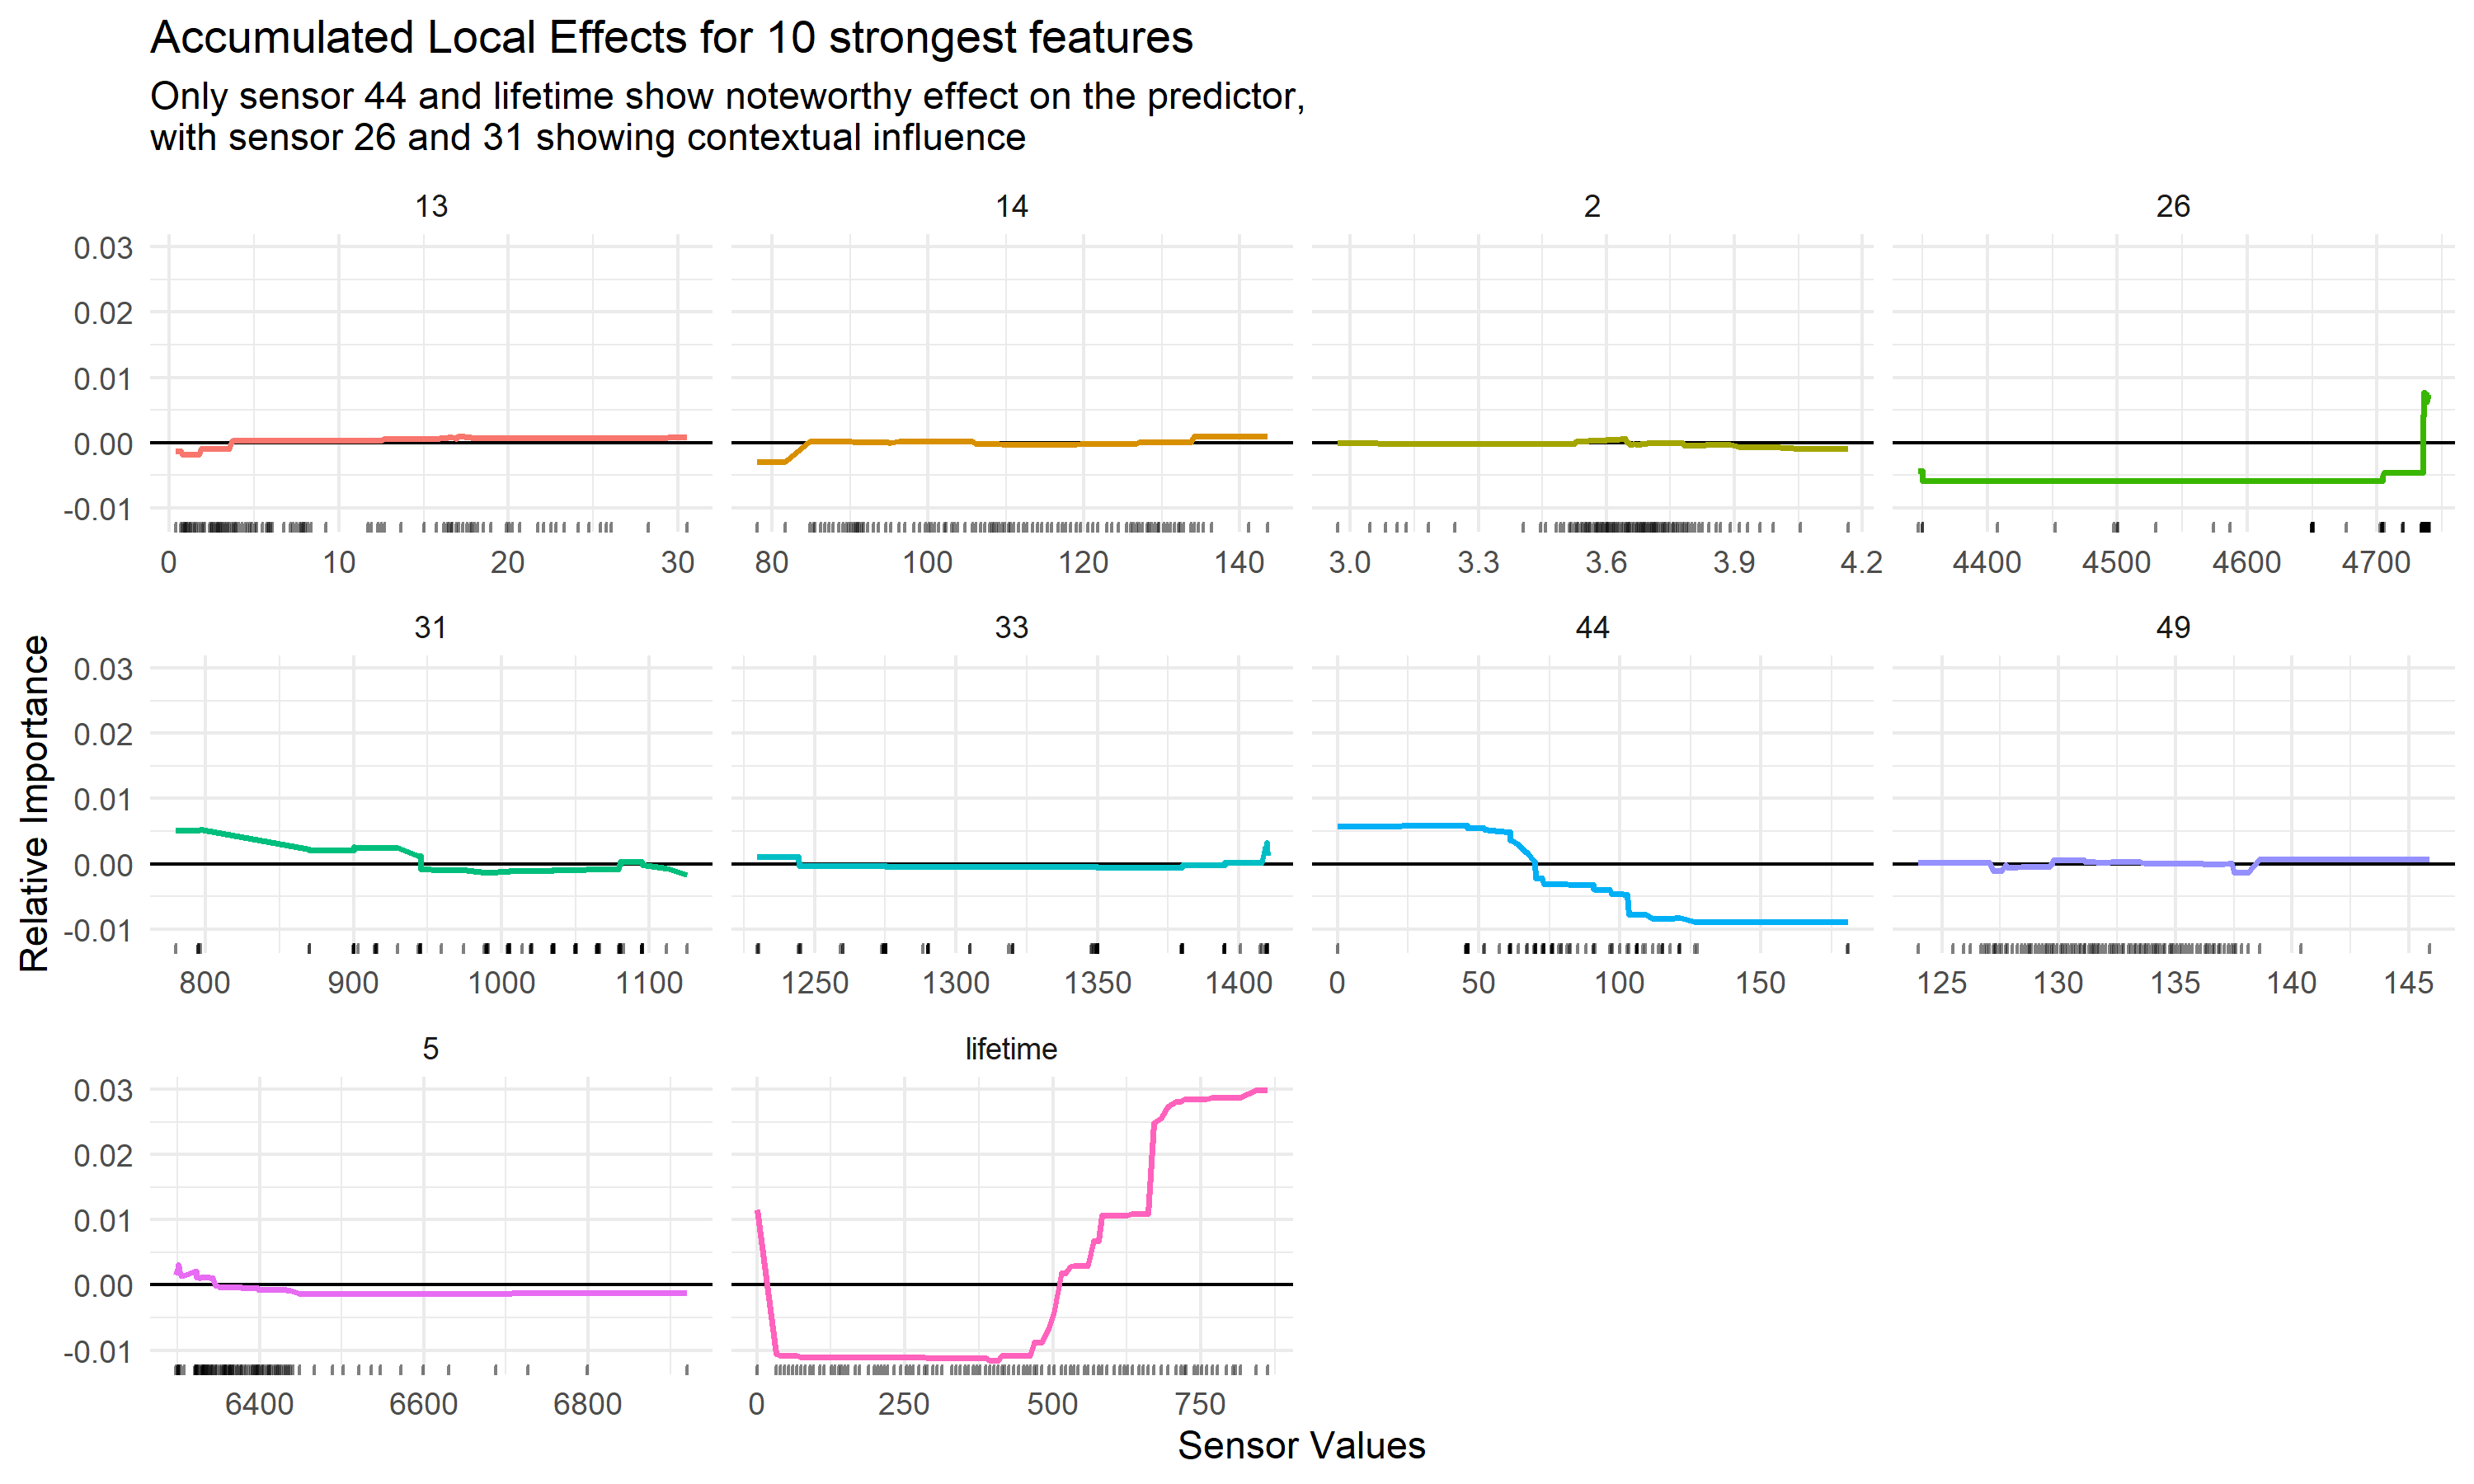 Accumulated Local Effects for 10 strongest features
Only sensor 44 and lifetime show noteworthy effect on the predictor,
with sensor 26 and 31 showing contextual influence
13 14 2 26
0.03
0.02
0.01
0.00
-0.01
0 10 20 30 80 100 120 140 3.0 3.3 3.6 3.9 4.2 4400 4500 4600 4700
31 33 44 49
Relative Importance
0.03
0.02
0.01
0.00
-0.01
800 900 1000 1100 1250 1300 1350 1400 0 50 100 150 125 130 135 140 145
5 lifetime
0.03
0.02
0.01
0.00
-0.01
6400 6600 6800 0 250 500 750
Sensor Values